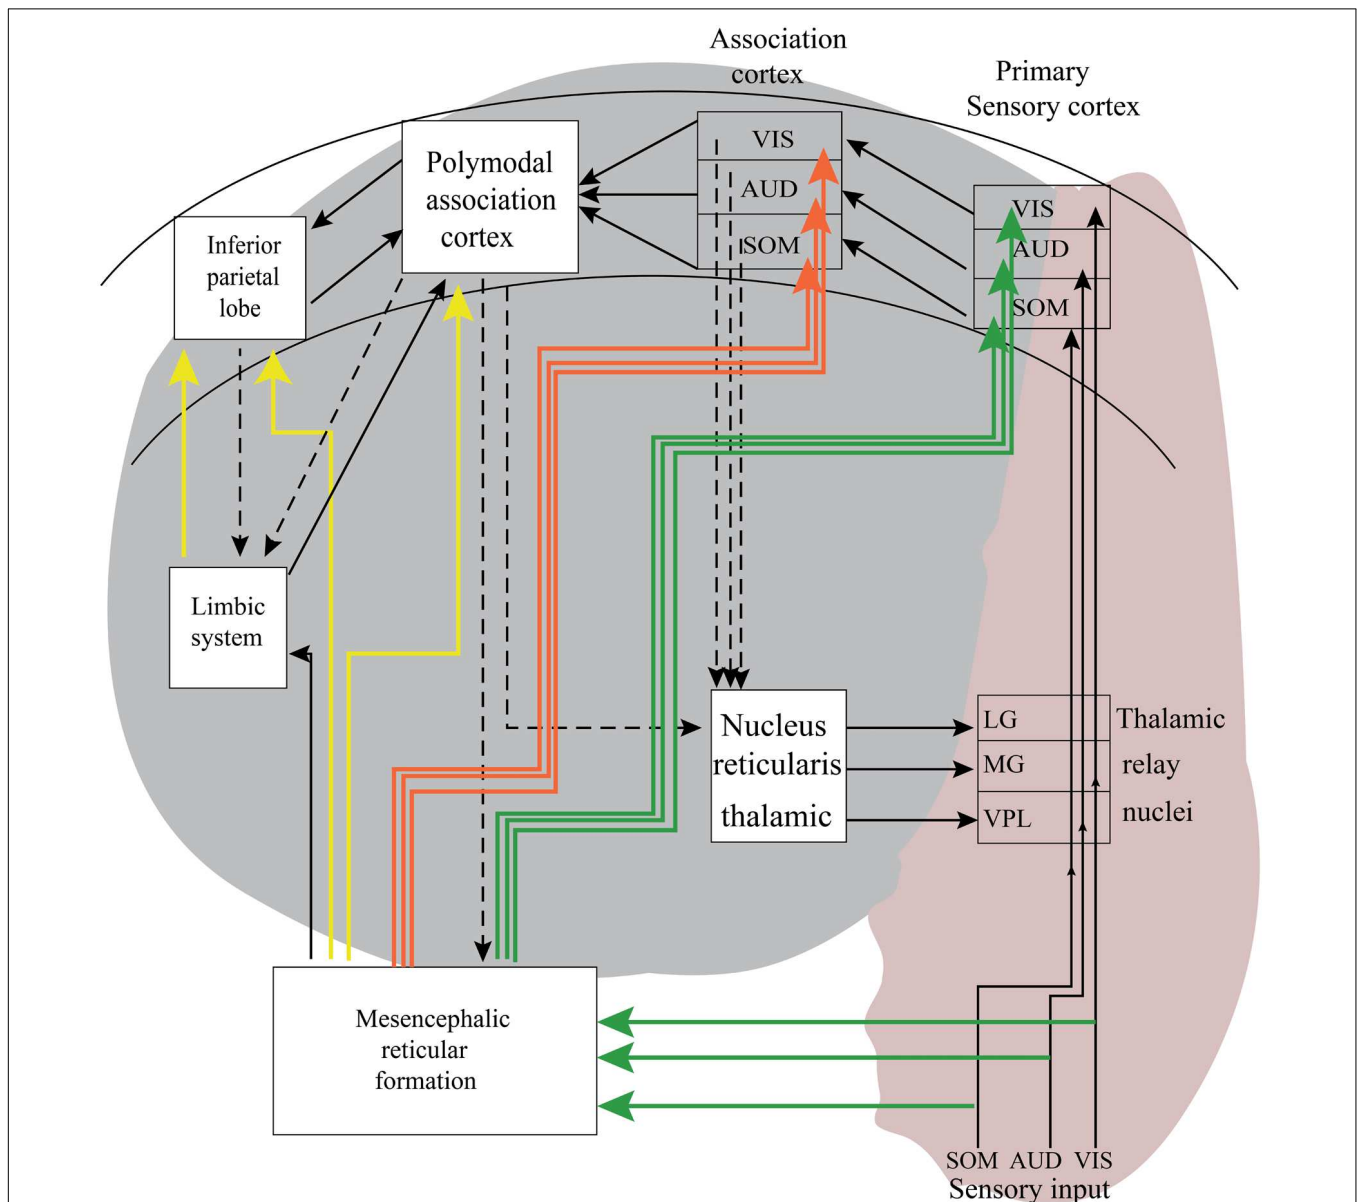 Association
cortex
Primary
Sensory cortex
VIS
AUD
SOM
Polymodal
association
cortex
VIS
AUD
SOM
Inferior
parietal
lobe
Limbic
system
Nucleus
reticularis
thalamic
LG
MG
VPL
Thalamic
relay
nuclei
Mesencephalic
reticular
formation
SOM AUD VIS
Sensory input